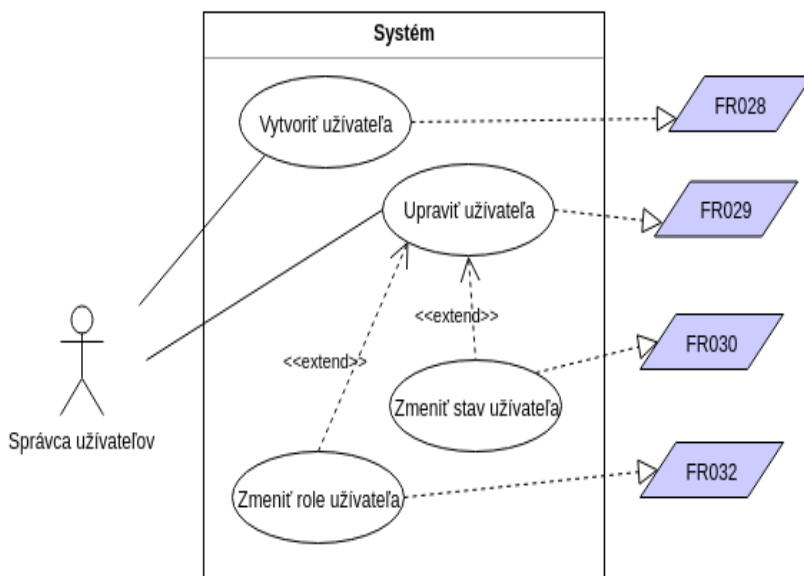 Systém
Vytvoriť užívateľa
FR028
Upraviť užívateľa
FR029
<<extend>>
FR030
<<extend>>
Zmeniť stav užívateľa
Správca užívateľov
FR032
Zmeniť role užívateľa